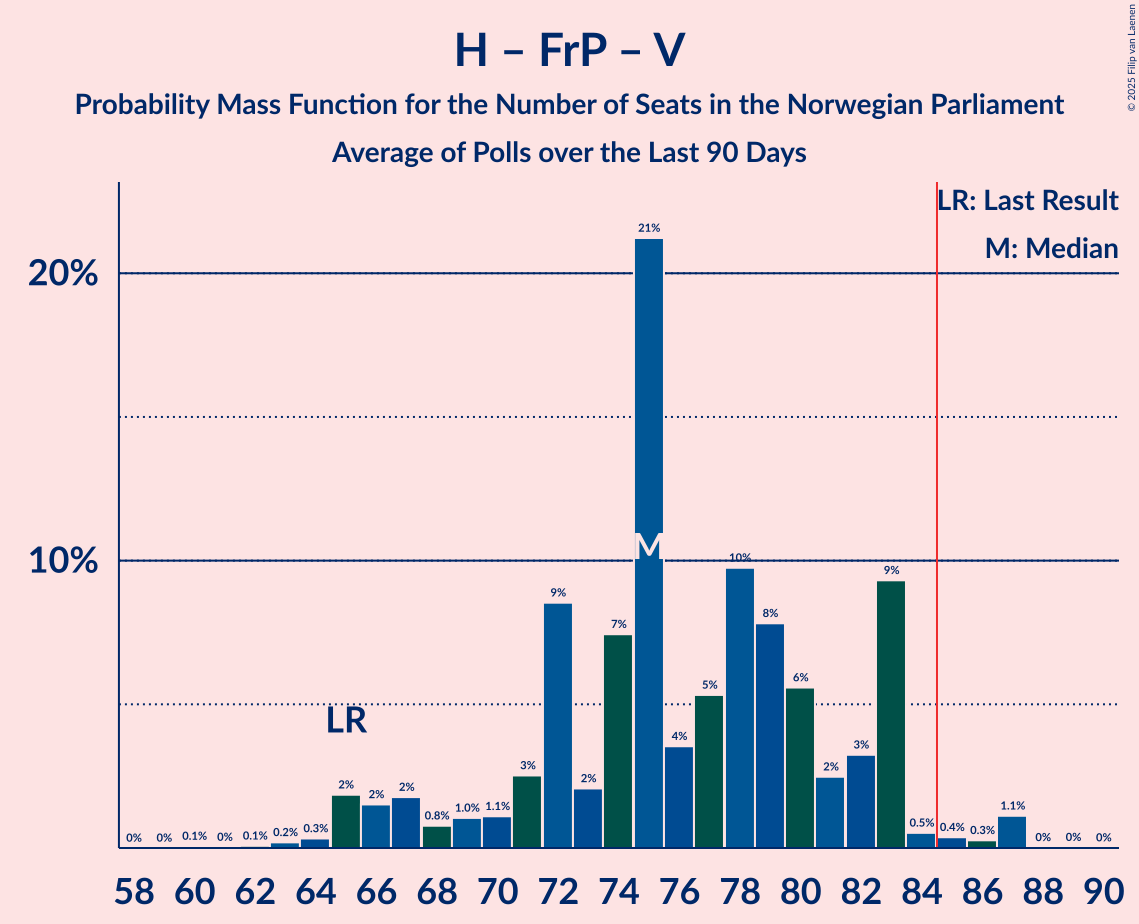 H – FrP – V
Probability Mass Function for the Number of Seats in the Norwegian Parliament
Average of Polls over the Last 90 Days
© 2025 Filip van Laenen
LR: Last Result
M: Median
20%
10%
LR
M
0% 0% 0.1% 0% 0.1% 0.2% 0.3% 2% 2% 2% 0.8% 1.0% 1.1% 3% 9% 2% 7% 21% 4% 5% 10% 8% 6% 2% 3% 9% 0.5% 0.4% 0.3% 1.1% 0% 0% 0%
58 60 62 64 66 68 70 72 74 76 78 80 82 84 86 88 90